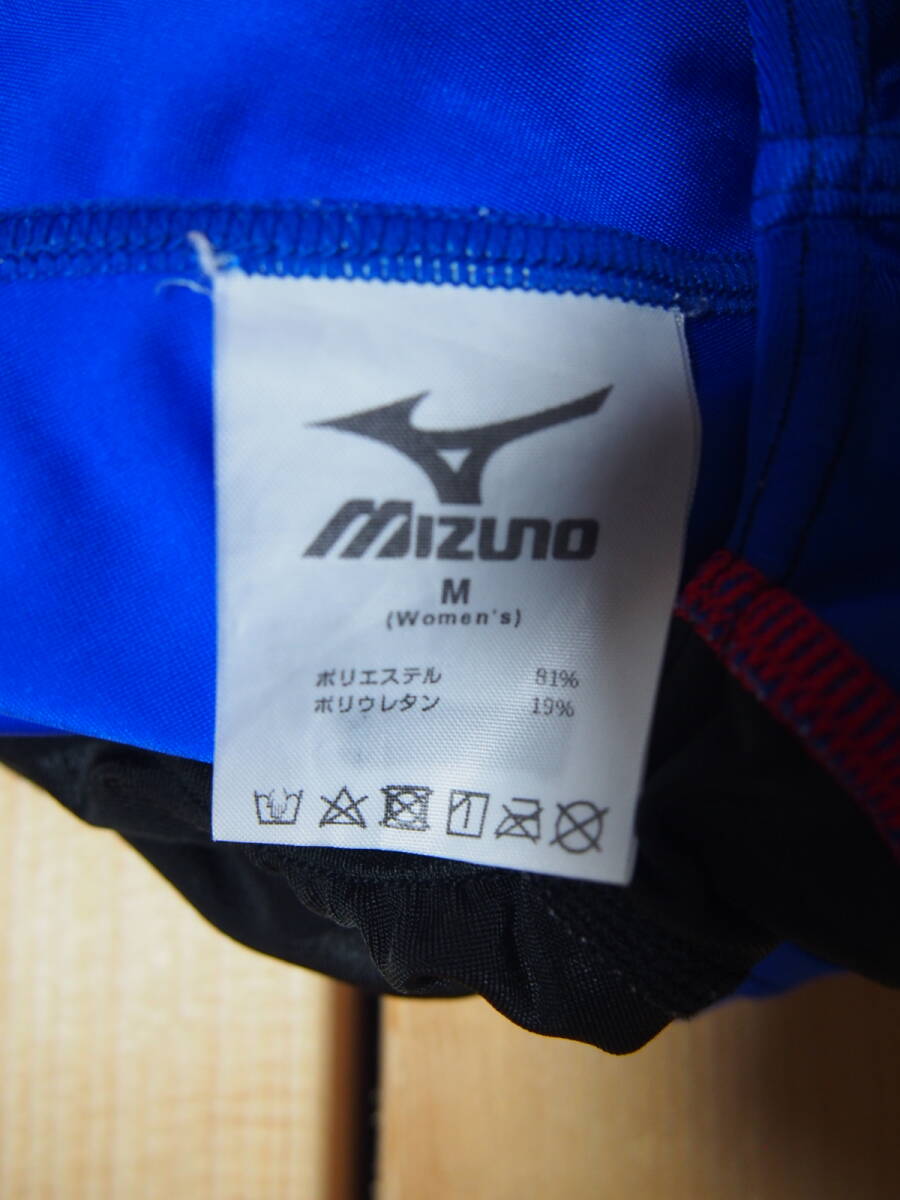 MIZUNO
M
(Women's)
ポリエステル 81%
ポリウレタン 19%